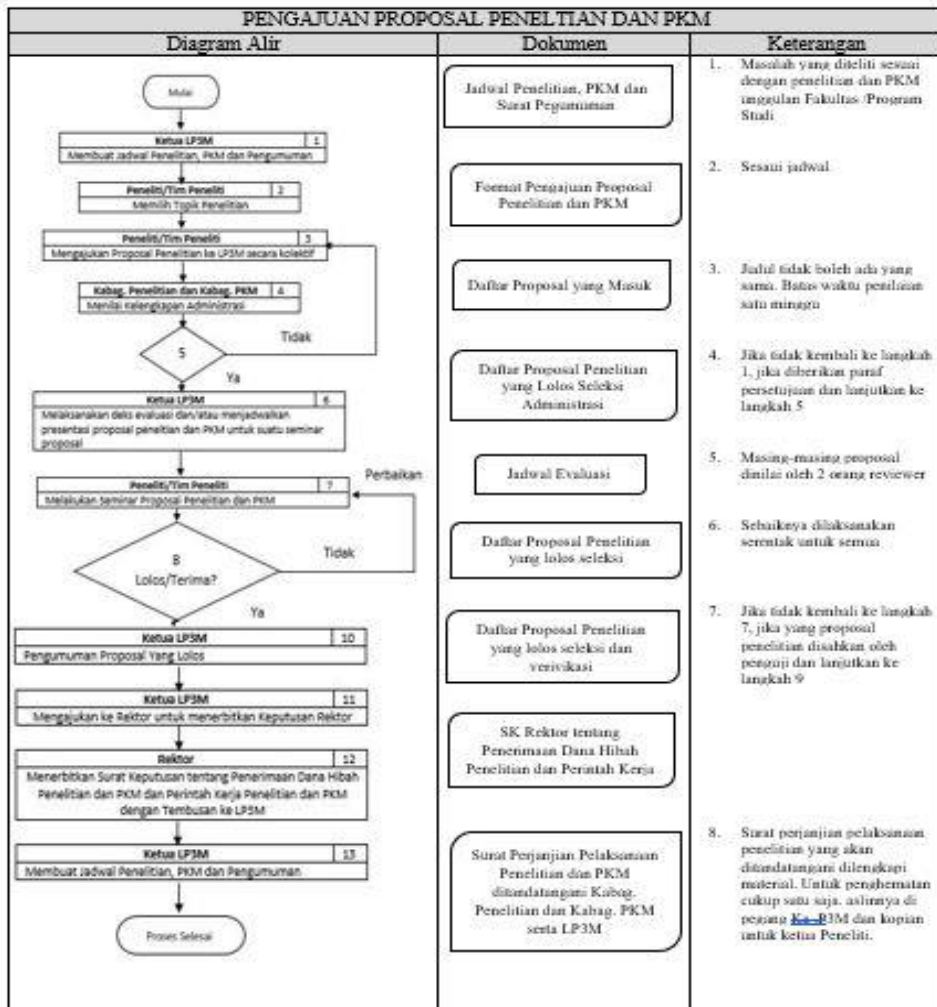 PENGAJUAN PROPOSAL PENELTIAN DAN PKM
Diagram Alir
Dokumen
Keterangan
Mulai
Ketua LP3M 1
Membuat Jadwal Penelitian, PKM dan Pengumuman
Peneliti/Tim Peneliti 2
Memilih Topik Penelitian
Peneliti/Tim Peneliti 3
Mengajukan Proposal Penelitian ke LP3M secara kolektif
Kabag. Penelitian dan Kabag. PKM 4
Menilai Kelengkapan Administrasi
5
Tidak
Ya
Ketua LP3M 6
Melaksanakan deks evaluasi dan/atau menjadwalkan
presentasi proposal peneltian dan PKM untuk suatu seminar
proposal
Peneliti/Tim Peneliti 7
Melakukan Seminar Proposal Penelitian dan PKM
Perbaikan
8
Lolos/Terima?
Tidak
Ya
Ketua LP3M 10
Pengumuman Proposal Yang Lolos
Ketua LP3M 11
Mengajukan ke Rektor untuk menerbitkan Keputusan Rektor
Rektor 12
Menerbitkan Surat Keputusan tentang Penerimaan Dana Hibah
Penelitian dan PKM dan Perintah Kerja Penelitian dan PKM
dengan Tembusan ke LP3M
Ketua LP3M 13
Membuat Jadwal Penelitian, PKM dan Pengumuman
Proses Selesai
Jadwal Penelitian, PKM dan
Surat Pegumuman
Format Pengajuan Proposal
Penelitian dan PKM
Daftar Proposal yang Masuk
Daftar Proposal Penelitian
yang Lolos Seleksi
Administrasi
Jadwal Evaluasi
Daftar Proposal Penelitian
yang lolos seleksi
Daftar Proposal Penelitian
yang lolos seleksi dan
verivikasi
SK Rektor tentang
Penerimaan Dana Hibah
Penelitian dan Perintah Kerja
Surat Perjanjian Pelaksanaan
Penelitian dan PKM
ditandatangani Kabag.
Penelitian dan Kabag. PKM
serta LP3M
1. Masalah yang diteliti sesuai
dengan penelitian dan PKM
unggulan Fakultas /Program
Studi
2. Sesuai jadwal
3. Judul tidak boleh ada yang
sama. Batas waktu penilaian
satu minggu
4. Jika tidak kembali ke langkah
1, jika diberikan paraf
persetujuan dan lanjutkan ke
langkah 5
5. Masing-masing proposal
dinilai oleh 2 orang reviewer
6. Sebaiknya dilaksanakan
serentak untuk semua
7. Jika tidak kembali ke langkah
7, jika yang proposal
penelitian disahkan oleh
penguji dan lanjutkan ke
langkah 9
8. Surat perjanjian pelaksanaan
penelitian yang akan
ditandatangani dilengkapi
material. Untuk penghematan
cukup satu saja. aslinnya di
pegang P3M dan kopian
untuk ketua Peneliti.